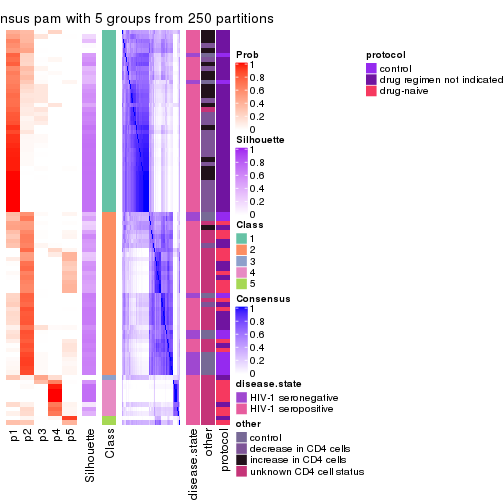 nsus pam with 5 groups from 250 partitions
Prob
1
0.8
0.6
0.4
0.2
0
Silhouette
1
0.8
0.6
0.4
0.2
0
Class
1
2
3
4
5
Consensus
1
0.8
0.6
0.4
0.2
0
disease.state
HIV-1 seronegative
HIV-1 seropositive
other
control
decrease in CD4 cells
increase in CD4 cells
unknown CD4 cell status
protocol
control
drug regimen not indicated
drug-naive
p1
p2
p3
p4
p5
Silhouette
Class
disease.state
other
protocol